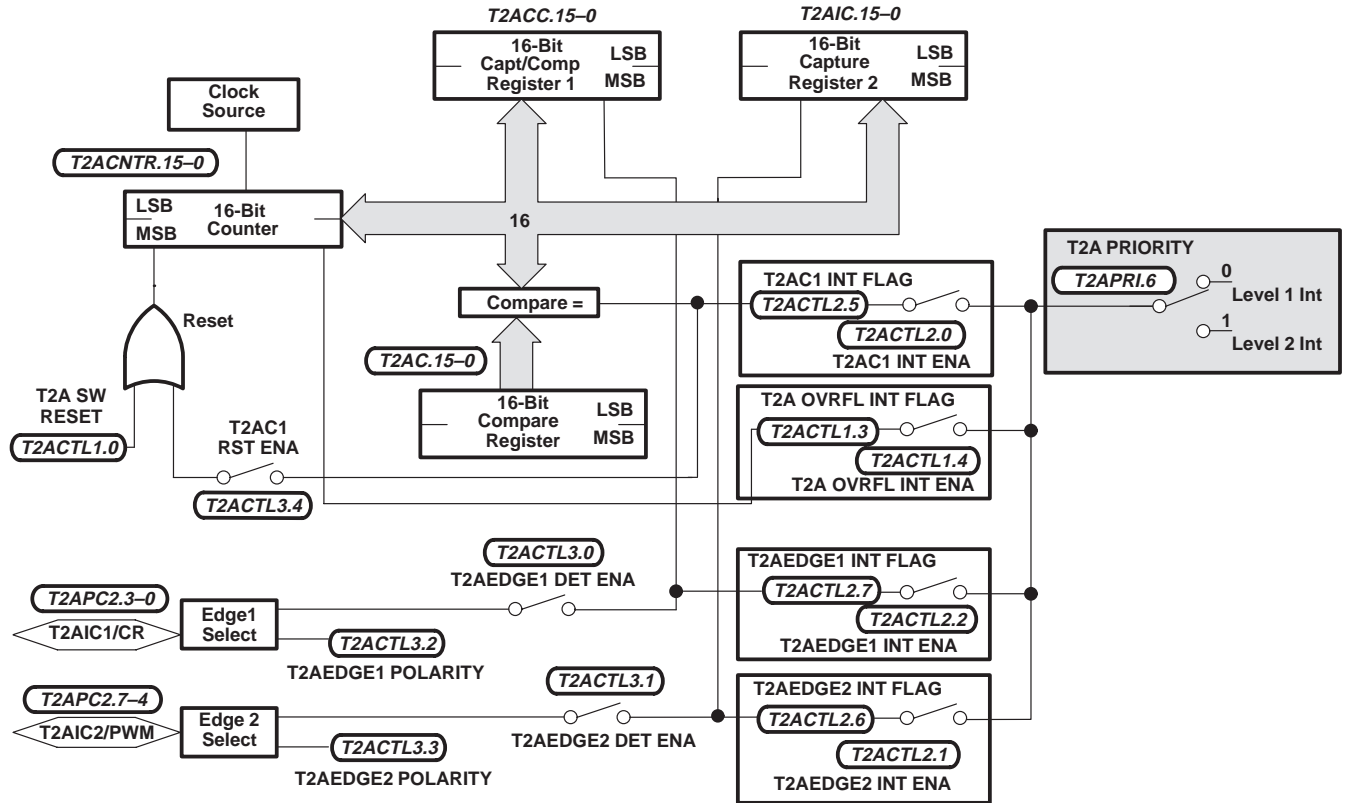 T2ACC.15–0
T2AIC.15–0
16-Bit
Capt/Comp
Register 1
LSB
MSB
16-Bit
Capture
Register 2
LSB
MSB
Clock
Source
T2ACNTR.15–0
LSB
MSB
16-Bit
Counter
16
T2A PRIORITY
T2APRI.6
0
Level 1 Int
1
Level 2 Int
T2AC1 INT FLAG
T2ACTL2.5
T2ACTL2.0
T2AC1 INT ENA
Compare =
Reset
T2AC.15–0
16-Bit
Compare
Register
LSB
MSB
T2A SW
RESET
T2ACTL1.0
T2AC1
RST ENA
T2ACTL3.4
T2A OVRFL INT FLAG
T2ACTL1.3
T2ACTL1.4
T2A OVRFL INT ENA
T2ACTL3.0
T2AEDGE1 DET ENA
T2AEDGE1 INT FLAG
T2ACTL2.7
T2ACTL2.2
T2AEDGE1 INT ENA
T2APC2.3–0
T2AIC1/CR
Edge1
Select
T2ACTL3.2
T2AEDGE1 POLARITY
T2ACTL3.1
T2AEDGE2 DET ENA
T2AEDGE2 INT FLAG
T2ACTL2.6
T2ACTL2.1
T2AEDGE2 INT ENA
T2APC2.7–4
T2AIC2/PWM
Edge 2
Select
T2ACTL3.3
T2AEDGE2 POLARITY